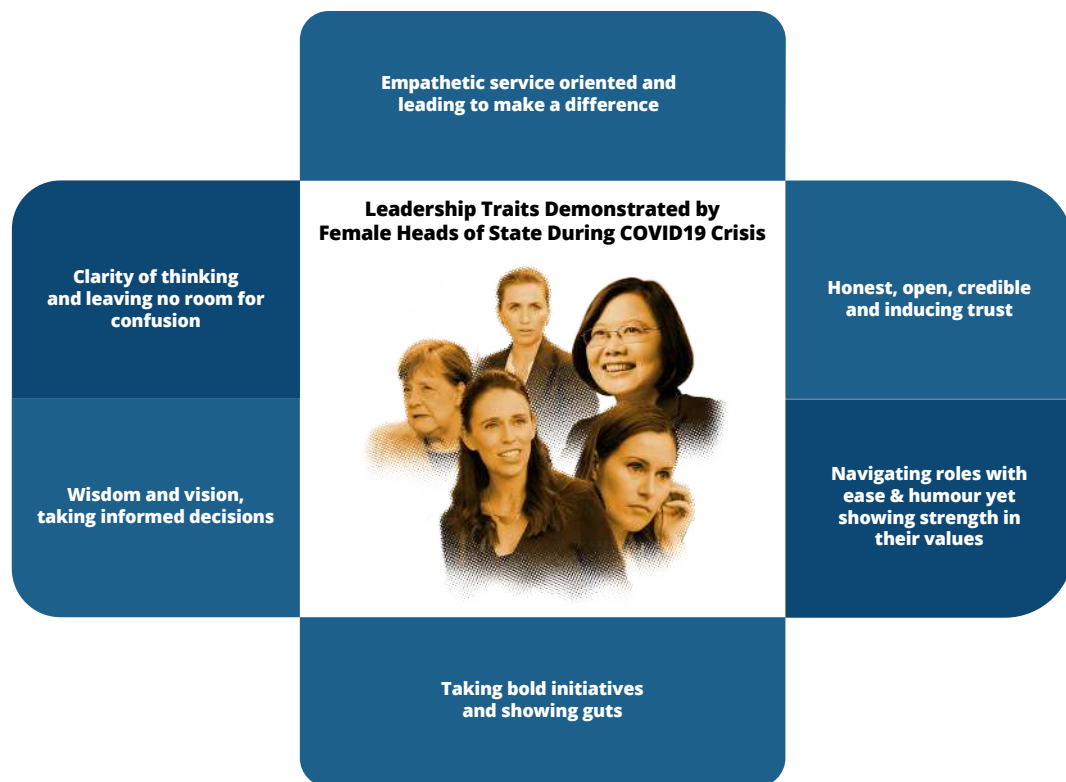 Empathetic service oriented and
leading to make a difference
Leadership Traits Demonstrated by
Female Heads of State During COVID19 Crisis
Clarity of thinking
and leaving no room for
confusion
Honest, open, credible
and inducing trust
Wisdom and vision,
taking informed decisions
Navigating roles with
ease & humour yet
showing strength in
their values
Taking bold initiatives
and showing guts